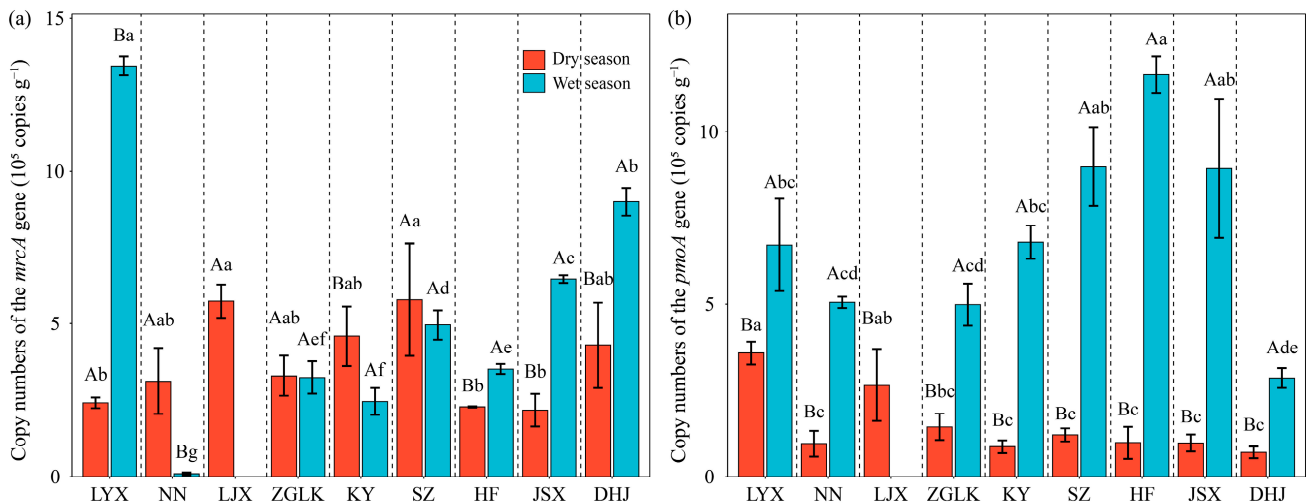 (a)
Copy numbers of the mrcA gene (10⁵ copies g⁻¹)
15
10
5
0
Dry season
Wet season
Ab
Ba
Aab
Bg
Aa
Aab
Aef
Bab
Af
Aa
Ad
Bb
Ae
Bb
Ac
Bab
Ab
LYX NN LJX ZGLK KY SZ HF JSX DHJ
(b)
Copy numbers of the pmoA gene (10⁵ copies g⁻¹)
10
5
0
Ba
Abc
Bc
Acd
Bab
Bbc
Acd
Bc
Abc
Bc
Aab
Bc
Aa
Bc
Aab
Bc
Ade
LYX NN LJX ZGLK KY SZ HF JSX DHJ